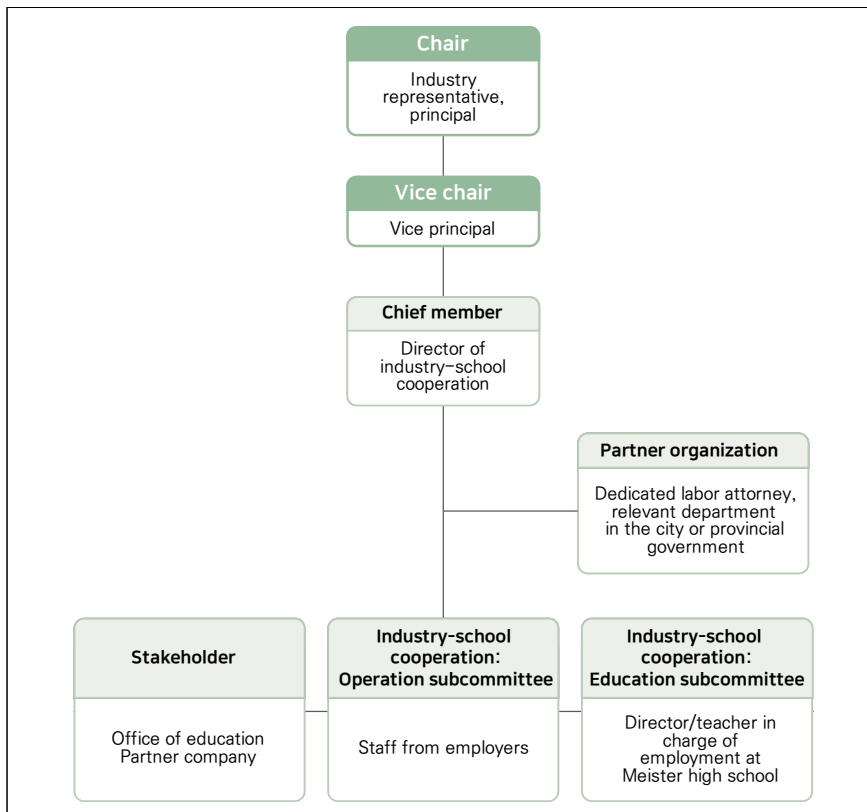 Chair
Industry
representative,
principal
Vice chair
Vice principal
Chief member
Director of
industry-school
cooperation
Partner organization
Dedicated labor attorney,
relevant department
in the city or provincial
government
Stakeholder
Office of education
Partner company
Industry-school
cooperation:
Operation subcommittee
Staff from employers
Industry-school
cooperation:
Education subcommittee
Director/teacher in
charge of
employment at
Meister high school